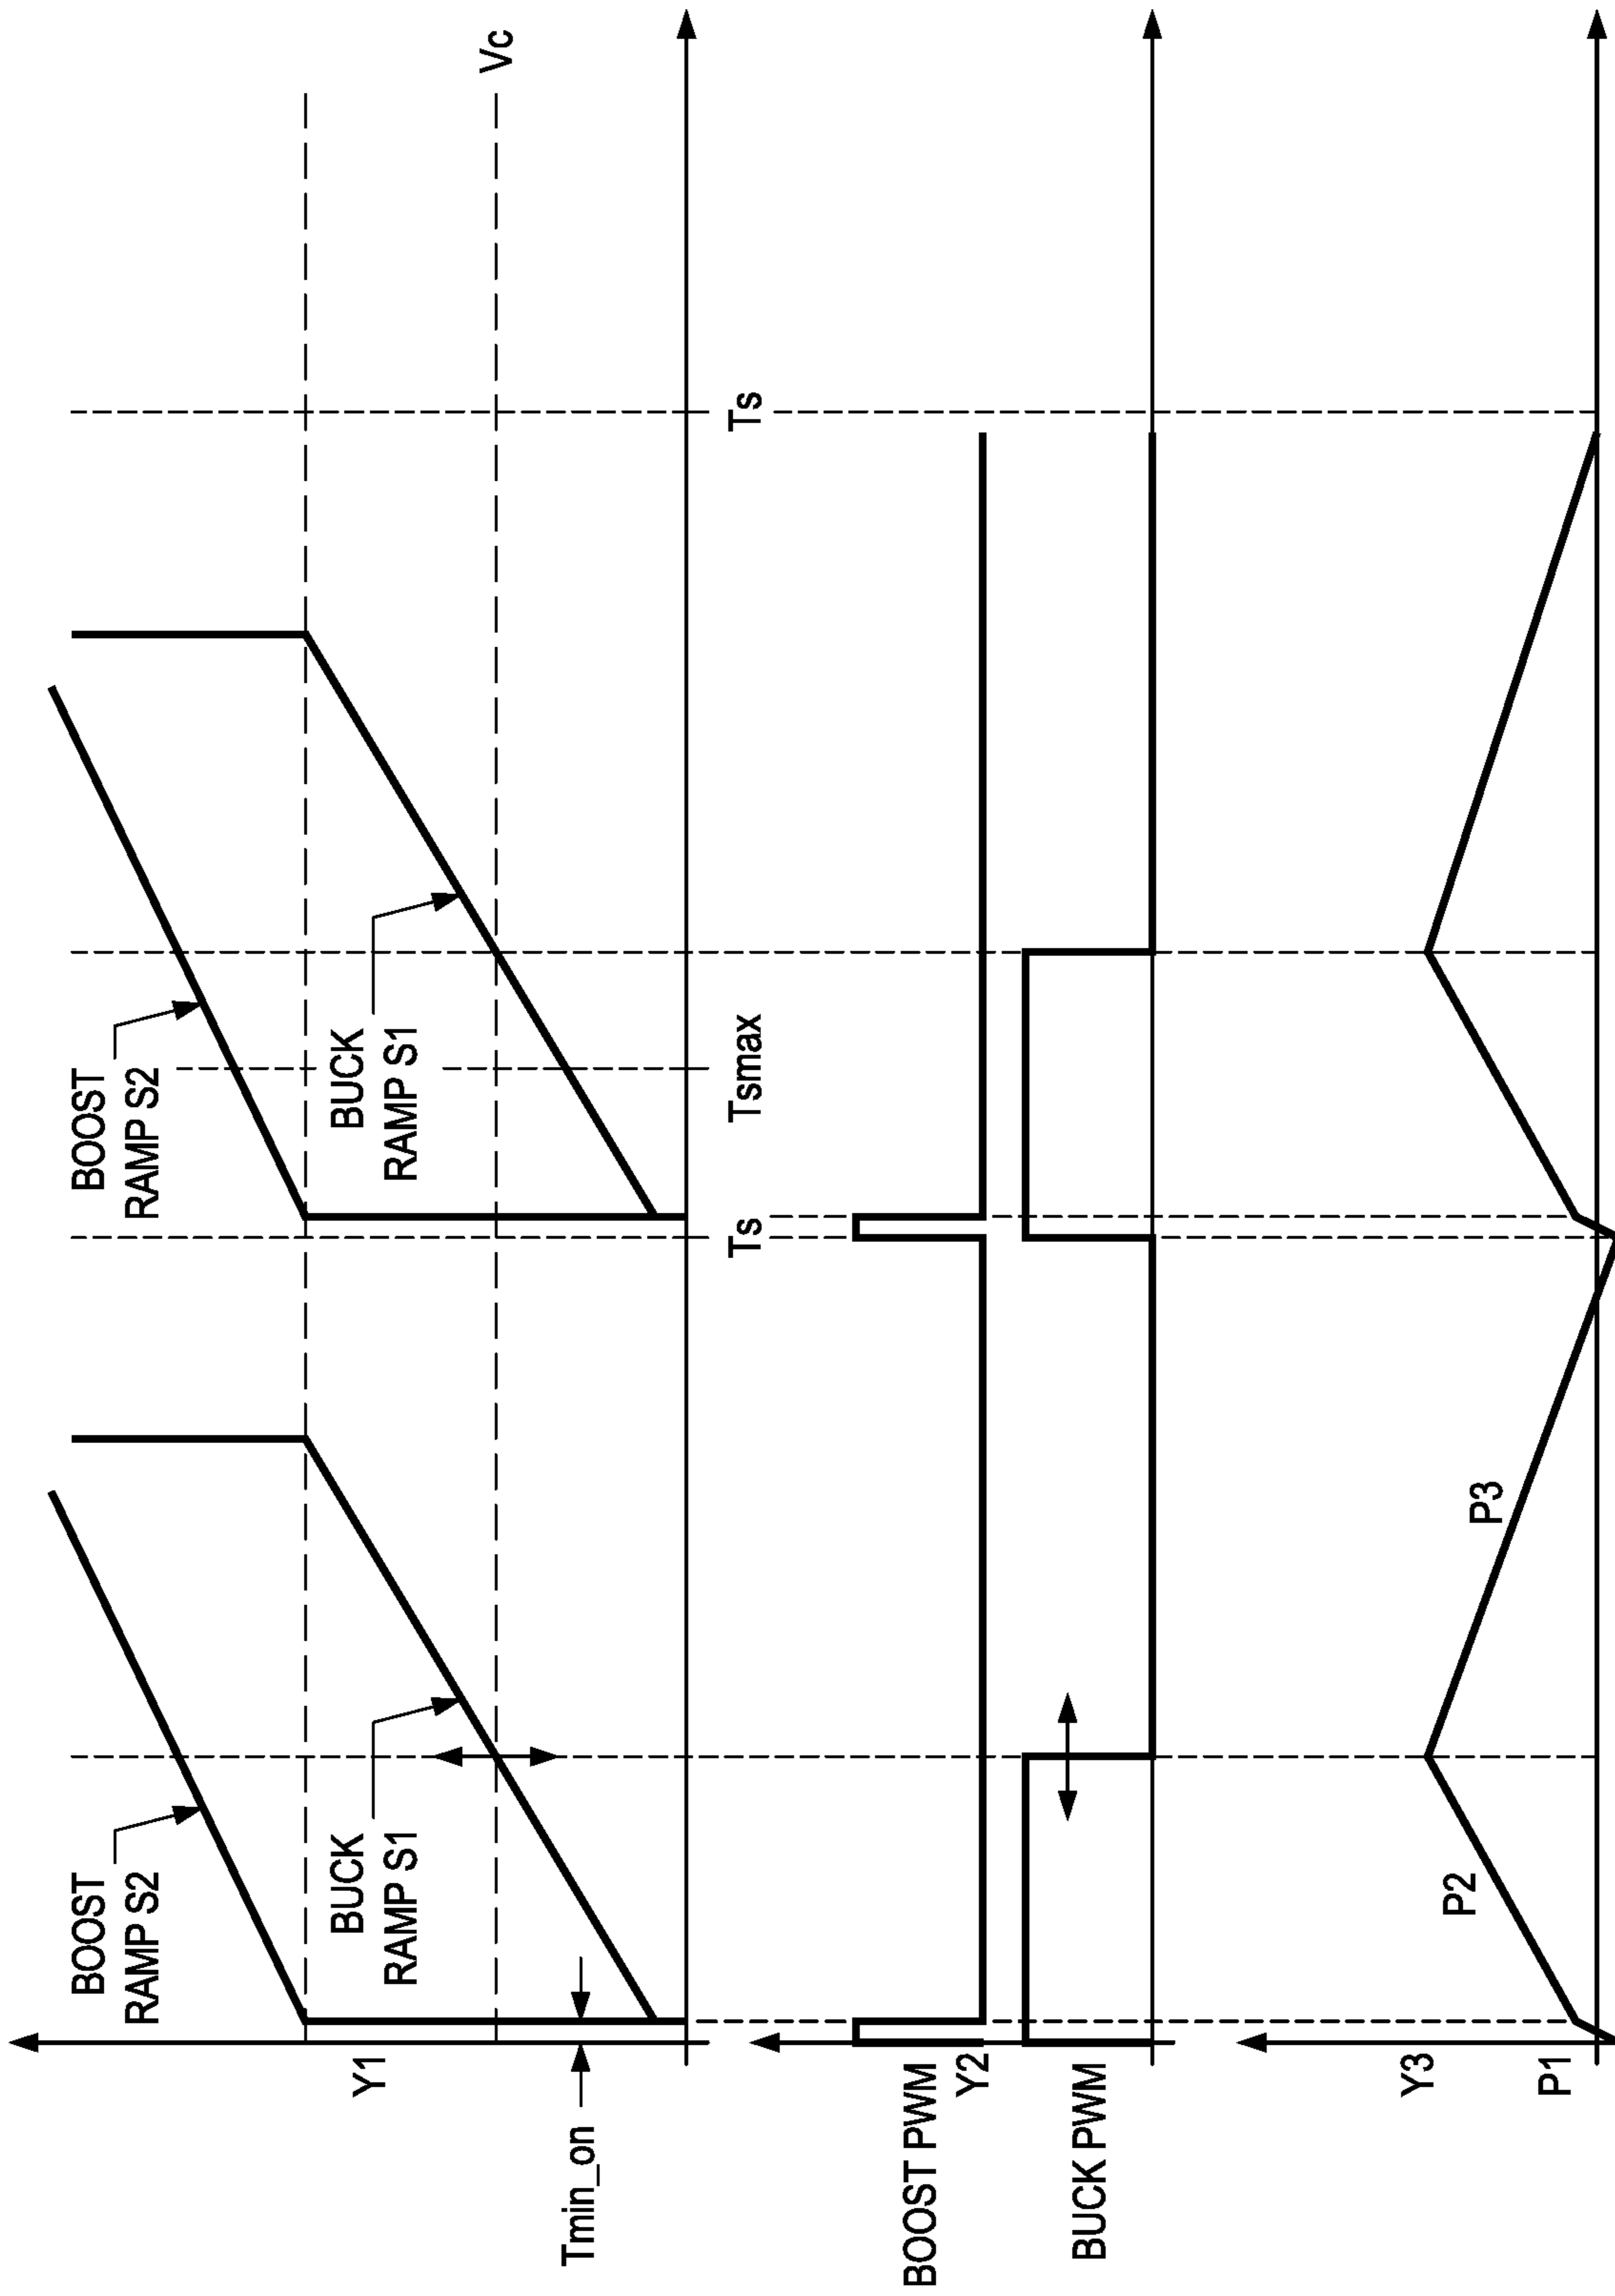 BOOST
RAMP S2
BOOST
RAMP S2
Vc
Y1
BUCK
RAMP S1
BUCK
RAMP S1
Tmin_on
Ts
Tsmax
Ts
BOOST PWM
Y2
BUCK PWM
Y3
P2
P3
P1